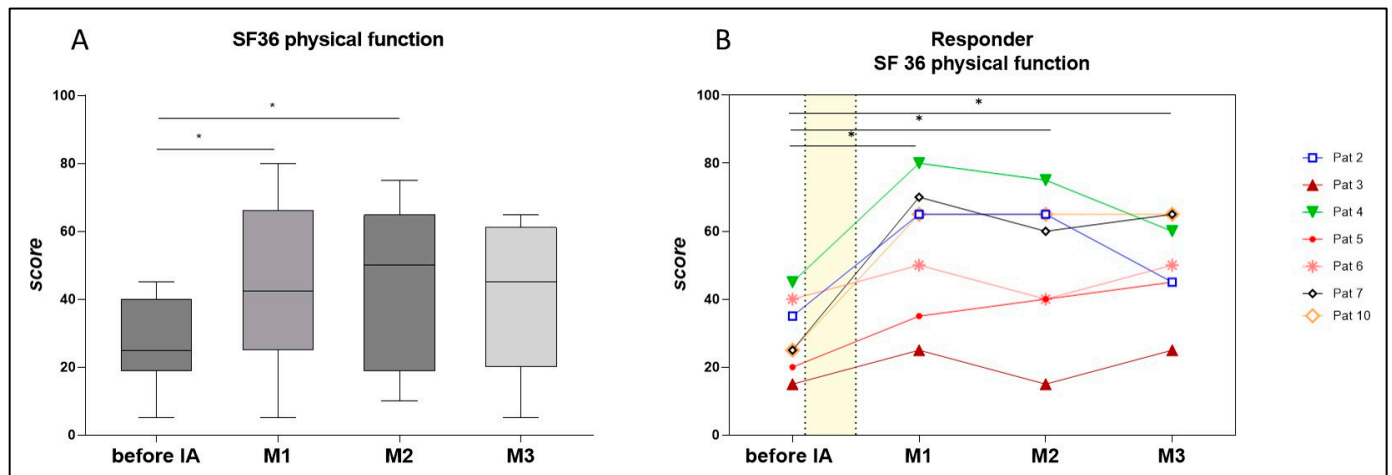 A
SF36 physical function
score
100
80
60
40
20
0
*
*
before IA
M1
M2
M3
B
Responder
SF 36 physical function
score
100
80
60
40
20
0
*
*
*
before IA
M1
M2
M3
Pat 2
Pat 3
Pat 4
Pat 5
Pat 6
Pat 7
Pat 10